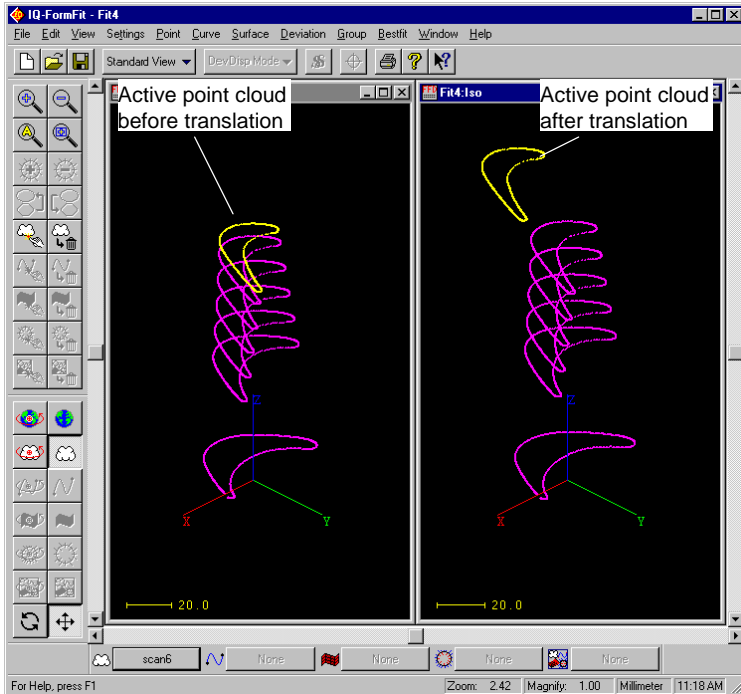 IQ-FormFit - Fit4
File Edit View Settings Point Curve Surface Deviation Group Bestfit Window Help
Standard View DevDisp Mode
Active point cloud
before translation
Fit4:Iso
Active point cloud
after translation
Z
X
Y
20.0
Z
X
Y
20.0
scan6 None None None None
For Help, press F1 Zoom: 2.42 Magnify: 1.00 Millimeter 11:18 AM